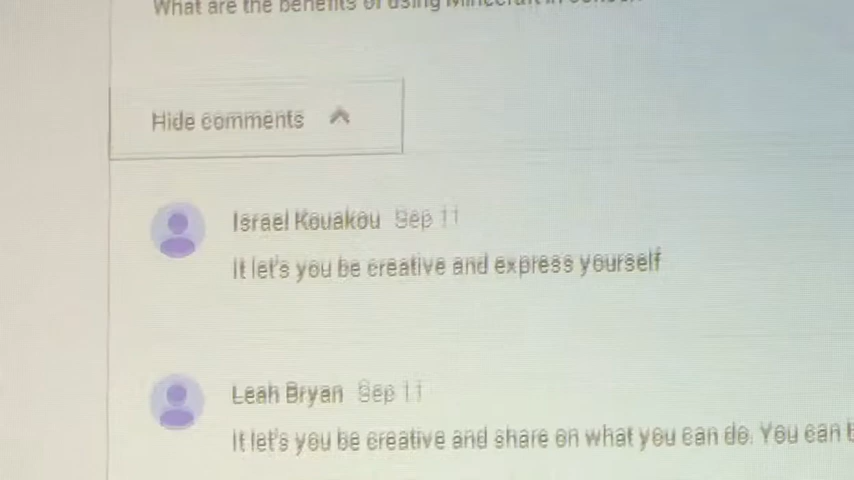 What are the benefits of using Minecraft in
Hide comments
Israel Kouakou Sep 11
It let's you be creative and express yourself
Leah Bryan Sep 11
It let's you be creative and share on what you can do. You can